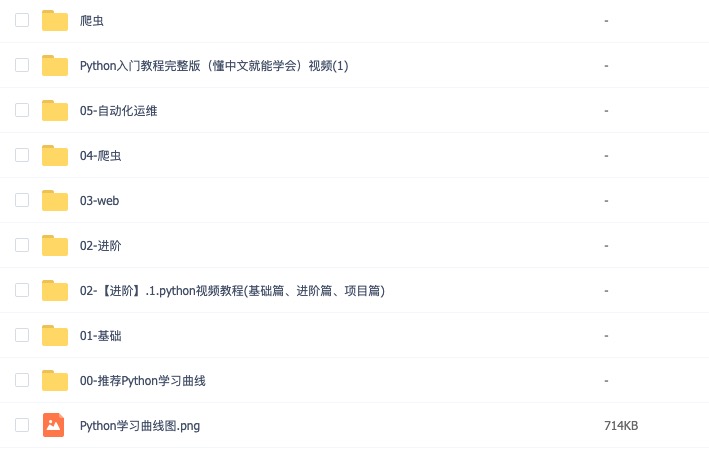 爬虫 -
Python入门教程完整版（懂中文就能学会）视频(1) -
05-自动化运维 -
04-爬虫 -
03-web -
02-进阶 -
02-【进阶】.1.python视频教程(基础篇、进阶篇、项目篇) -
01-基础 -
00-推荐Python学习曲线 -
Python学习曲线图.png 714KB